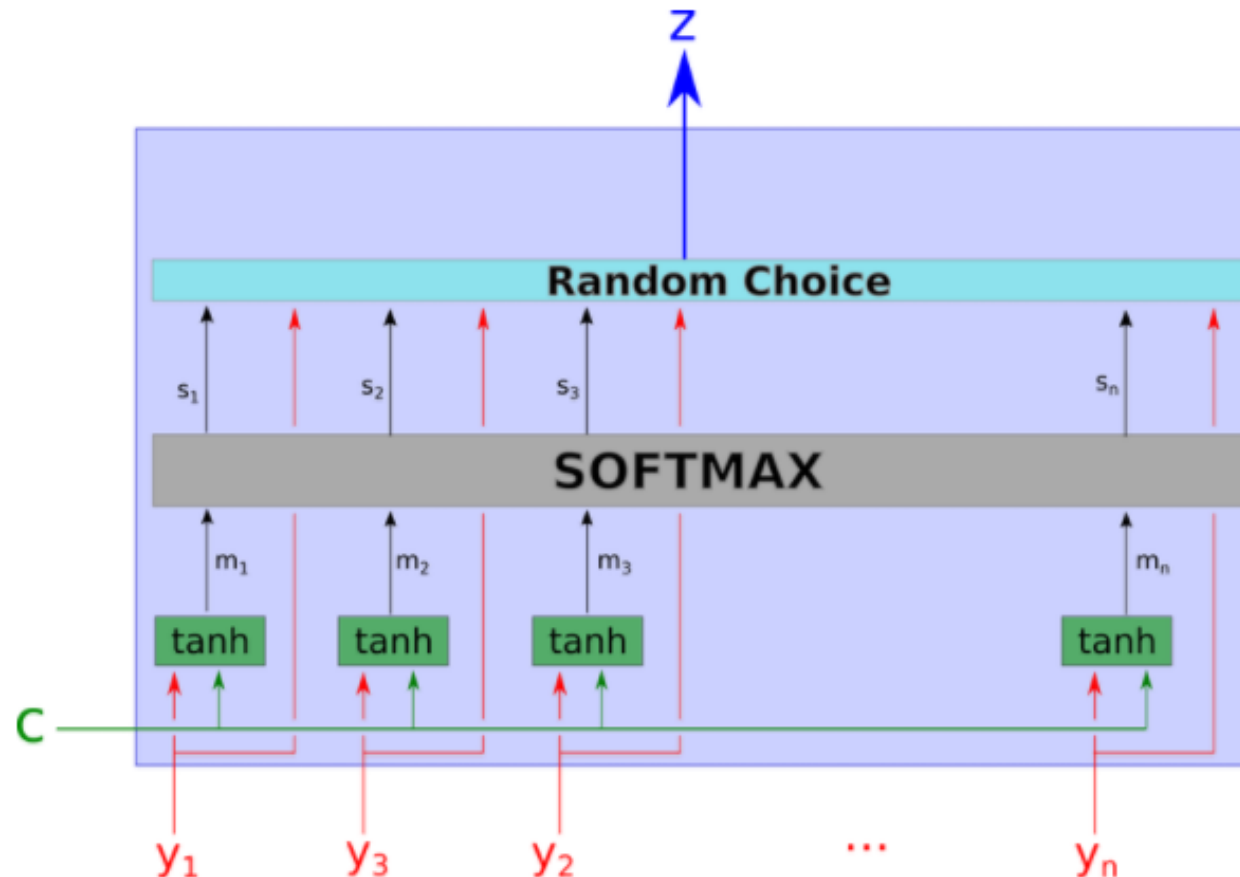 Z
Random Choice
s₁ s₂ s₃ sₙ
SOFTMAX
m₁ m₂ m₃ mₙ
tanh tanh tanh tanh
C
y₁ y₃ y₂ ... yₙ